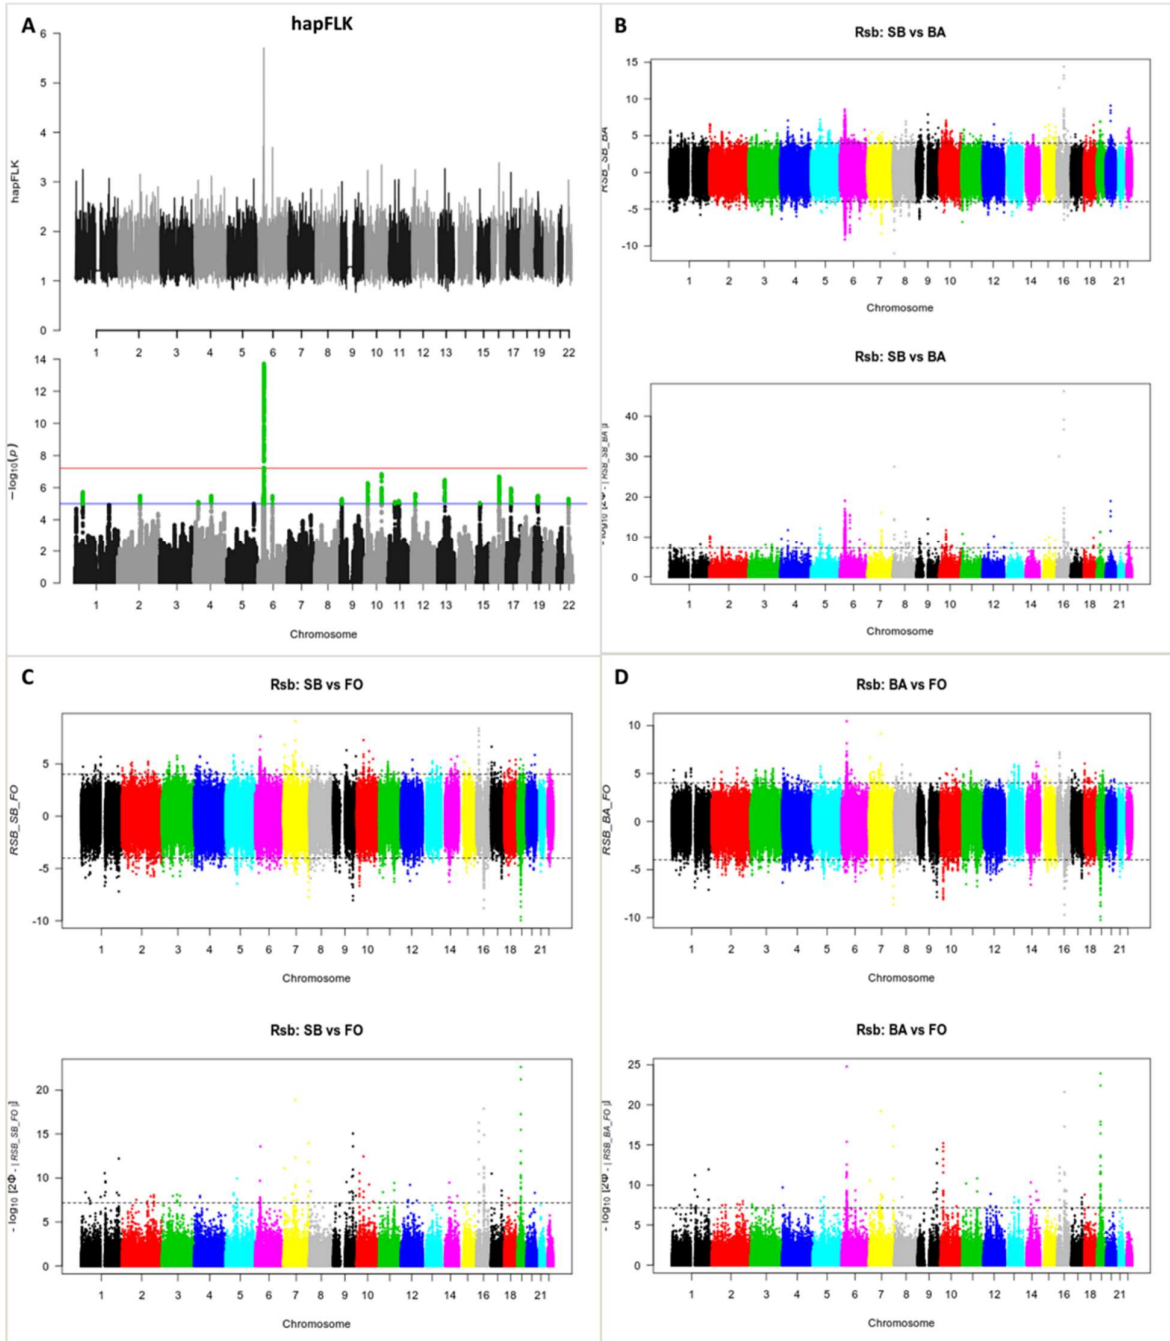 A
hapFLK
6
5
4
3
2
1
0
hapFLK
1 2 3 4 5 6 7 8 9 10 11 12 13 15 17 19 22
14
12
10
8
6
4
2
0
−log10(p)
1 2 3 4 5 6 7 8 9 10 11 12 13 15 17 19 22
Chromosome
B
Rsb: SB vs BA
15
10
5
0
-5
-10
RSB_SB_BA
1 2 3 4 5 6 7 8 9 10 12 14 16 18 21
Chromosome
Rsb: SB vs BA
40
30
20
10
0
1 2 3 4 5 6 7 8 9 10 12 14 16 18 21
Chromosome
C
Rsb: SB vs FO
5
0
-5
-10
RSB_SB_FO
1 2 3 4 5 6 7 8 9 10 12 14 16 18 21
Chromosome
Rsb: SB vs FO
20
15
10
5
0
- log10 [2Φ - | RSB_SB_FO |]
1 2 3 4 5 6 7 8 9 10 12 14 16 18 21
Chromosome
D
Rsb: BA vs FO
10
5
0
-5
-10
RSB_BA_FO
1 2 3 4 5 6 7 8 9 10 12 14 16 18 21
Chromosome
Rsb: BA vs FO
25
20
15
10
5
0
- log10 [2Φ - | RSB_BA_FO |]
1 2 3 4 5 6 7 8 9 10 12 14 16 18 21
Chromosome